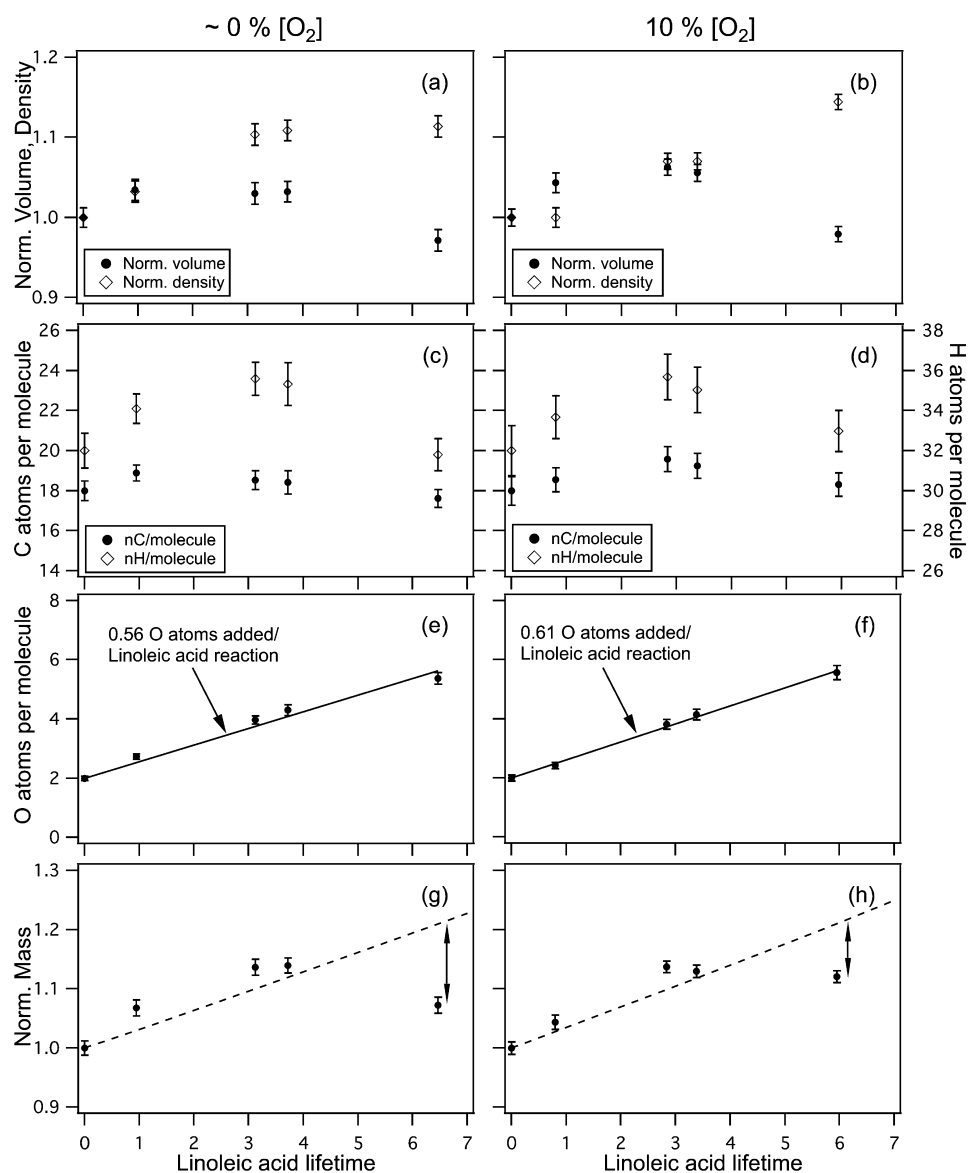 ~ 0 % [O₂]
10 % [O₂]
Norm. Volume, Density
1.2
1.1
1.0
0.9
(a)
Norm. volume
Norm. density
(b)
Norm. volume
Norm. density
C atoms per molecule
26
24
22
20
18
16
14
(c)
nC/molecule
nH/molecule
(d)
nC/molecule
nH/molecule
38
36
34
32
30
28
26
H atoms per molecule
O atoms per molecule
8
6
4
2
0
0.56 O atoms added/
Linoleic acid reaction
(e)
0.61 O atoms added/
Linoleic acid reaction
(f)
Norm. Mass
1.3
1.2
1.1
1.0
0.9
(g)
(h)
0 1 2 3 4 5 6 7
Linoleic acid lifetime
0 1 2 3 4 5 6 7
Linoleic acid lifetime